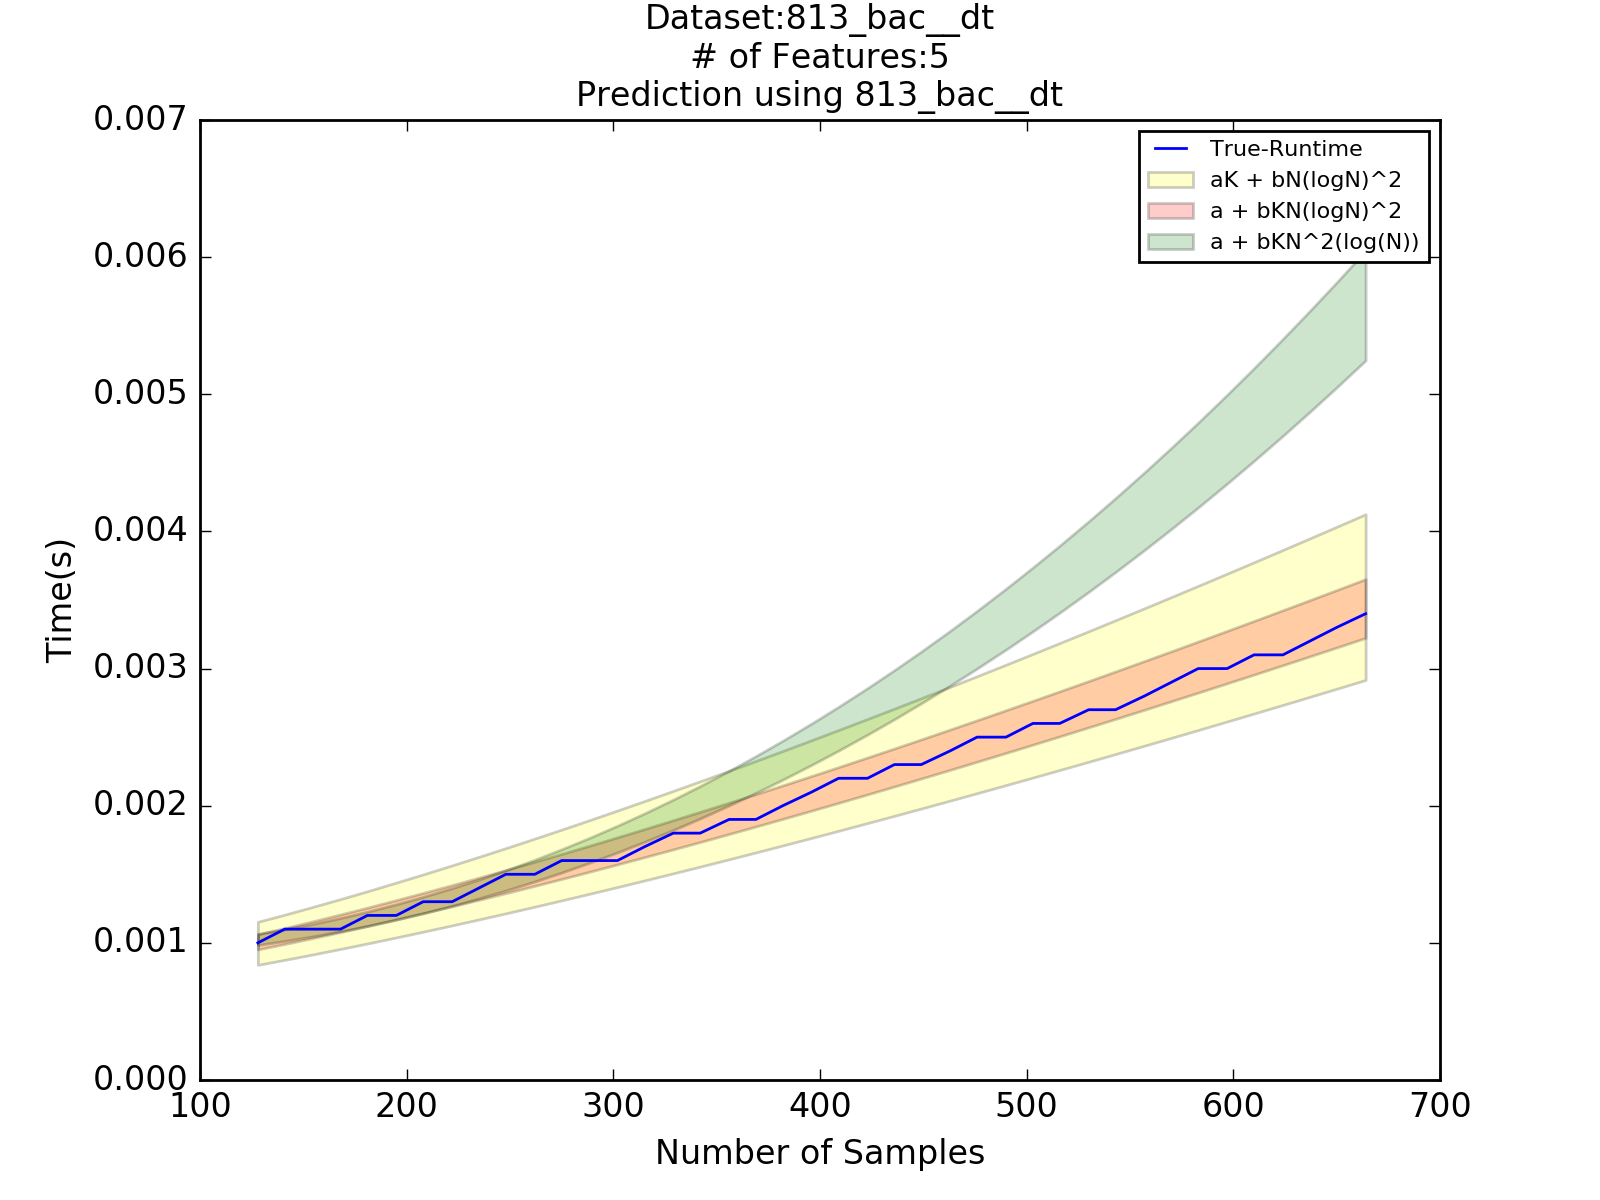 Dataset:813_bac__dt
# of Features:5
Prediction using 813_bac__dt
0.007
0.006
0.005
0.004
0.003
0.002
0.001
0.000
Time(s)
True-Runtime
aK + bN(logN)^2
a + bKN(logN)^2
a + bKN^2(log(N))
100 200 300 400 500 600 700
Number of Samples